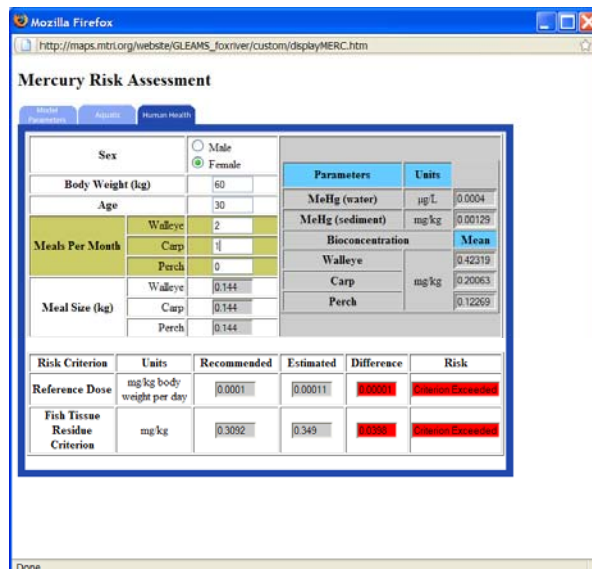 Mozilla Firefox
http://maps.mtri.org/website/GLEAMS_foxriver/custom/displayMERC.htm
Mercury Risk Assessment
Model Parameters Aquatic Human Health
Sex Male
Female
Body Weight (kg) 60
Age 30
Meals Per Month Walleye 2
Carp 1
Perch 0
Meal Size (kg) Walleye 0.144
Carp 0.144
Perch 0.144
Parameters Units
MeHg (water) µg/L 0.0004
MeHg (sediment) mg/kg 0.00129
Bioconcentration Mean
Walleye mg/kg 0.42319
Carp 0.20063
Perch 0.12269
Risk Criterion Units Recommended Estimated Difference Risk
Reference Dose mg/kg body weight per day 0.0001 0.00011 0.00001 Criterion Exceeded
Fish Tissue Residue Criterion mg/kg 0.3092 0.349 0.0398 Criterion Exceeded
Done